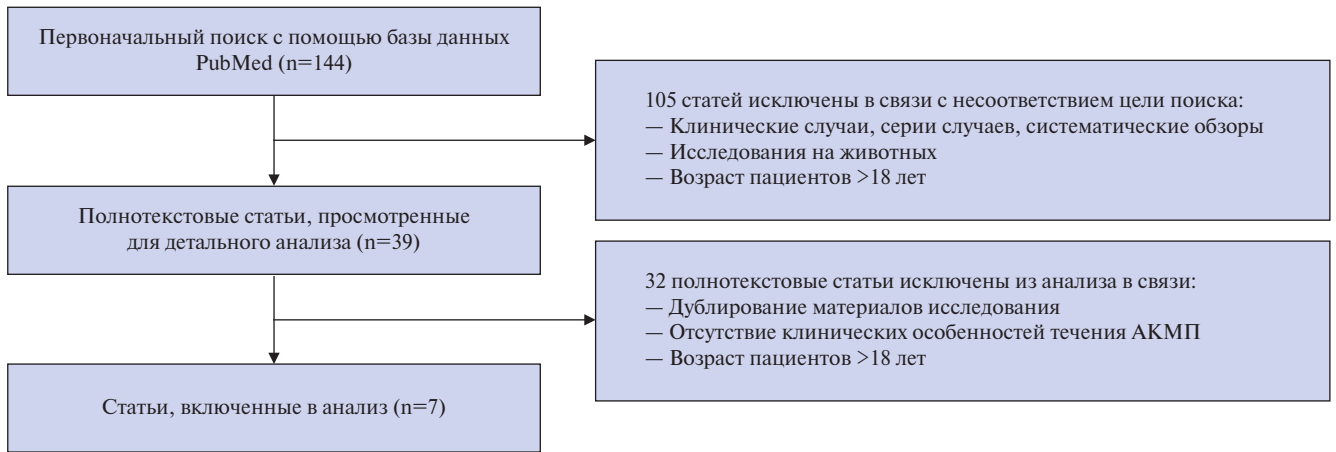 Первоначальный поиск с помощью базы данных
PubMed (n=144)
105 статей исключены в связи с несоответствием цели поиска:
— Клинические случаи, серии случаев, систематические обзоры
— Исследования на животных
— Возраст пациентов >18 лет
Полнотекстовые статьи, просмотренные
для детального анализа (n=39)
32 полнотекстовые статьи исключены из анализа в связи:
— Дублирование материалов исследования
— Отсутствие клинических особенностей течения АКМП
— Возраст пациентов >18 лет
Статьи, включенные в анализ (n=7)